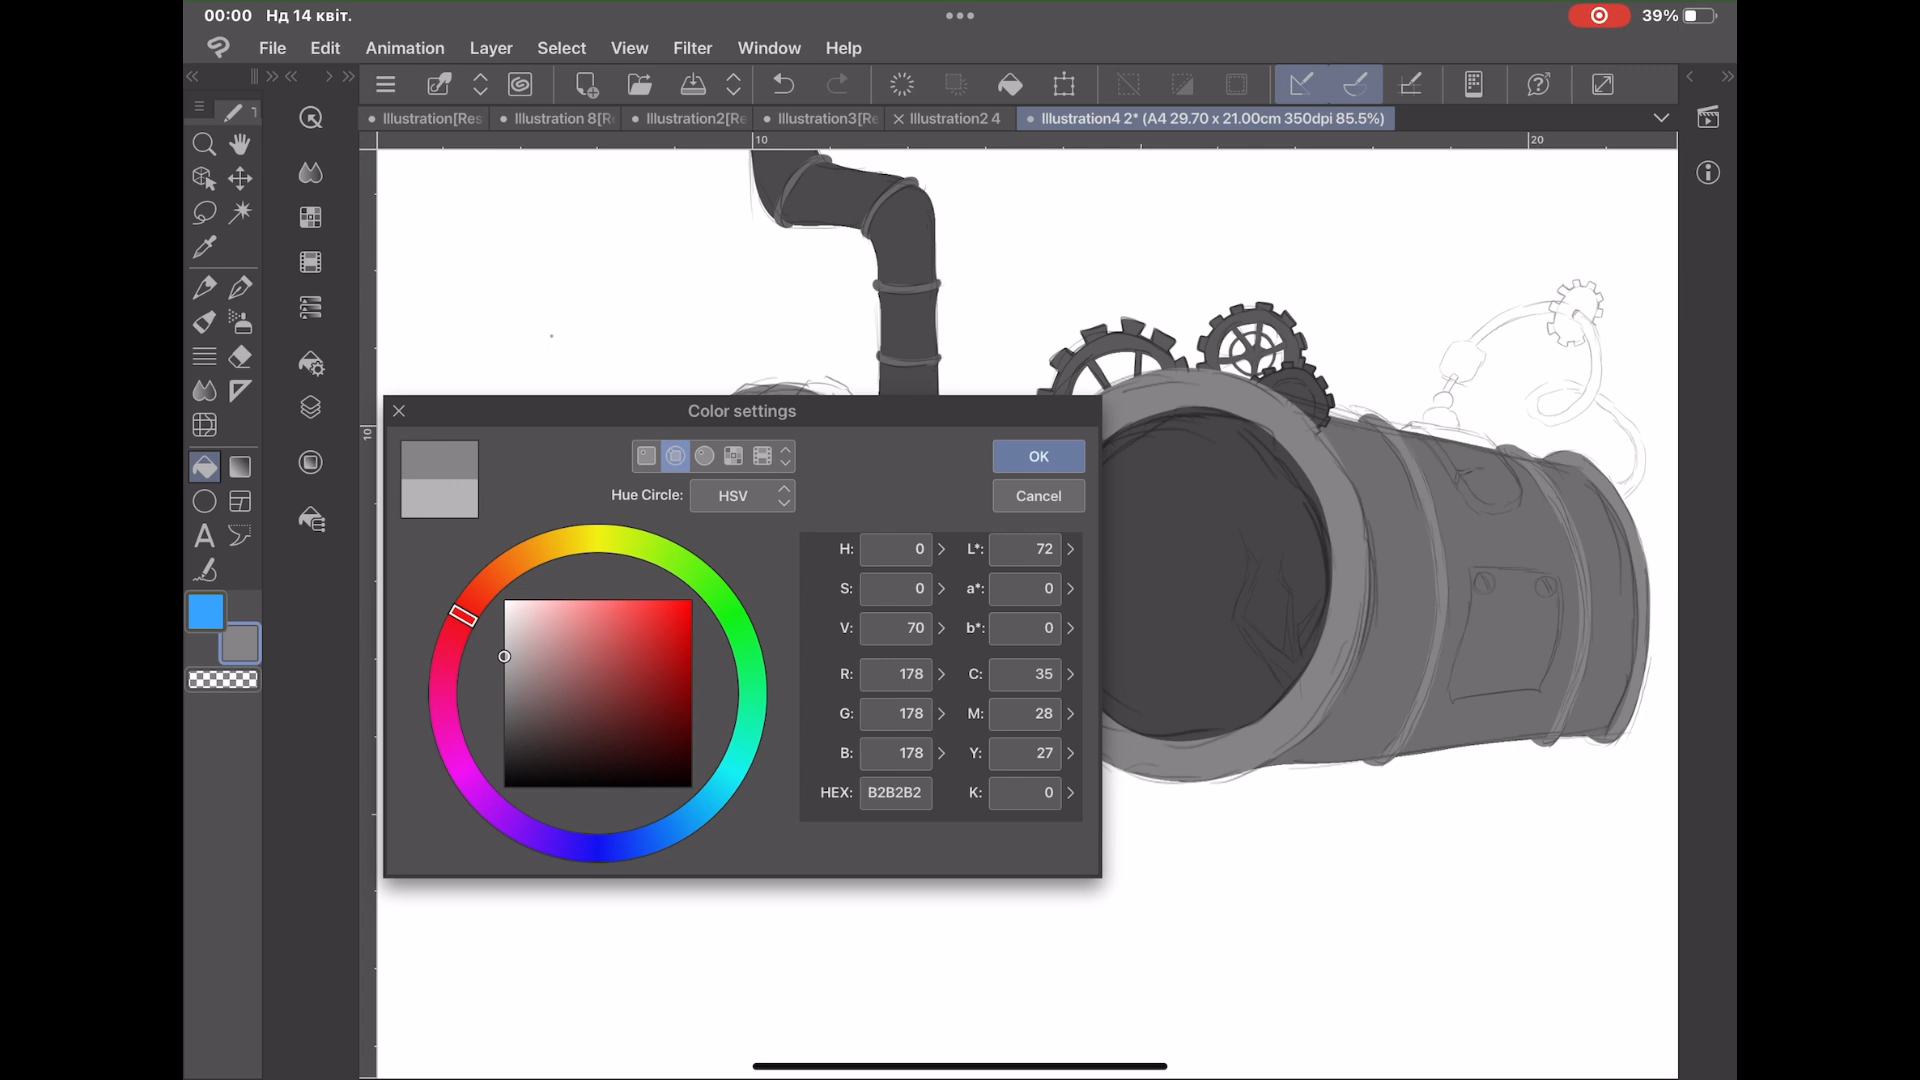 00:00 Нд 14 квіт.
39%
File Edit Animation Layer Select View Filter Window Help
Illustration[Res Illustration 8[R Illustration2[Re Illustration3[Re Illustration2 4 Illustration4 2* (A4 29.70 x 21.00cm 350dpi 85.5%)
10 20
10
Color settings
OK
Hue Circle: HSV Cancel
H: 0 L*: 72
S: 0 a*: 0
V: 70 b*: 0
R: 178 C: 35
G: 178 M: 28
B: 178 Y: 27
HEX: B2B2B2 K: 0